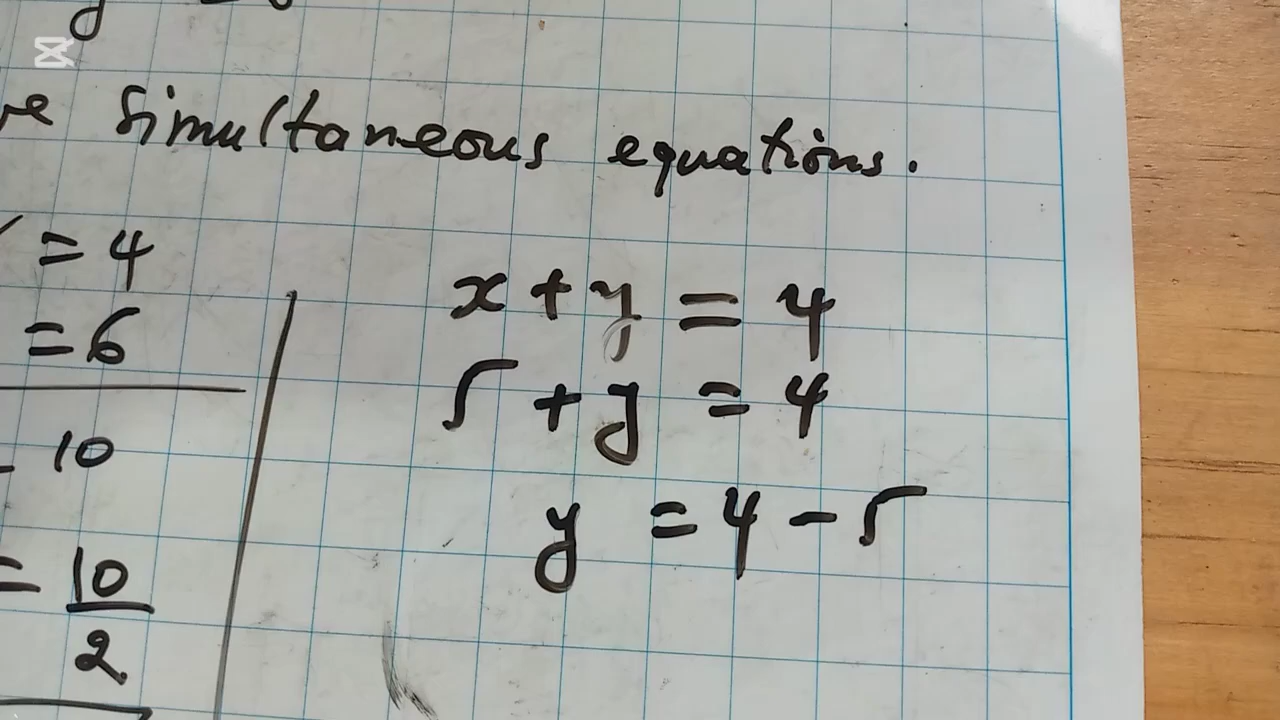 simultaneous equations.
= 4
= 6
10
= 10
2
x + y = 4
5 + y = 4
y = 4 - 5